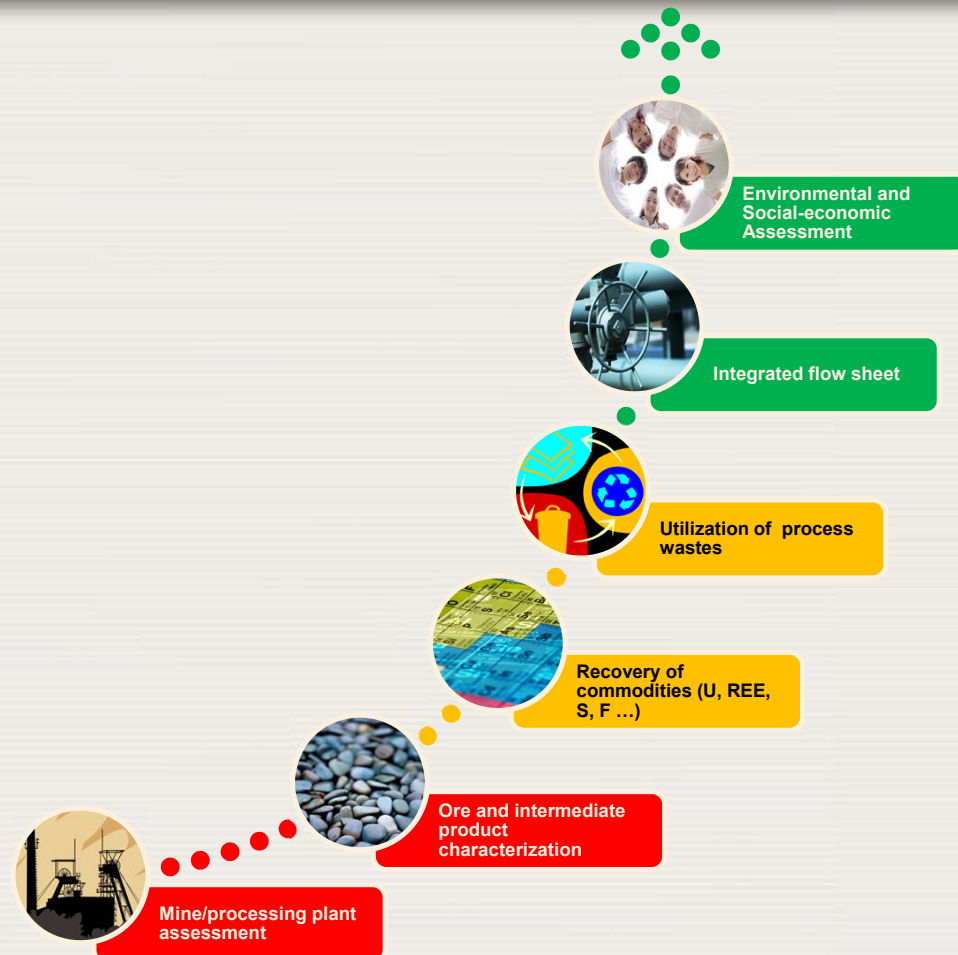 Environmental and
Social-economic
Assessment
Integrated flow sheet
Utilization of process
wastes
Recovery of
commodities (U, REE,
S, F …)
Ore and intermediate
product
characterization
Mine/processing plant
assessment